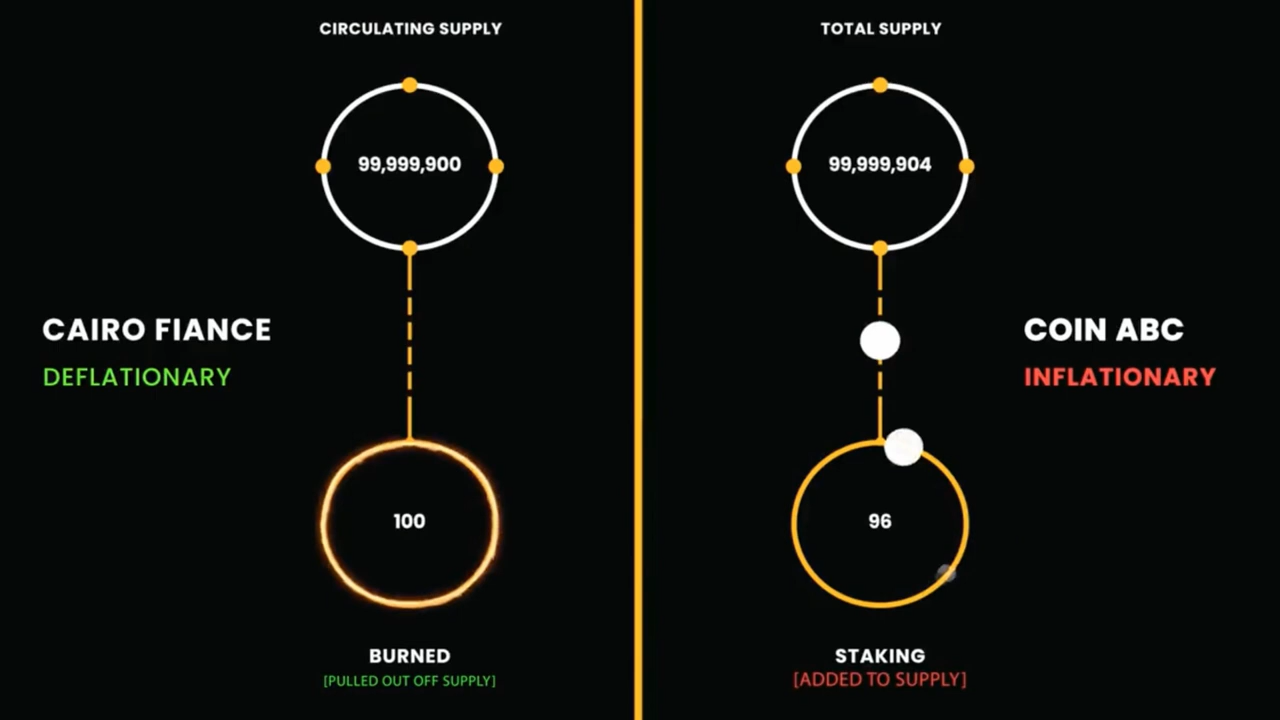 CIRCULATING SUPPLY
99,999,900
CAIRO FIANCE
DEFLATIONARY
100
BURNED
[PULLED OUT OFF SUPPLY]
TOTAL SUPPLY
99,999,904
COIN ABC
INFLATIONARY
96
STAKING
[ADDED TO SUPPLY]